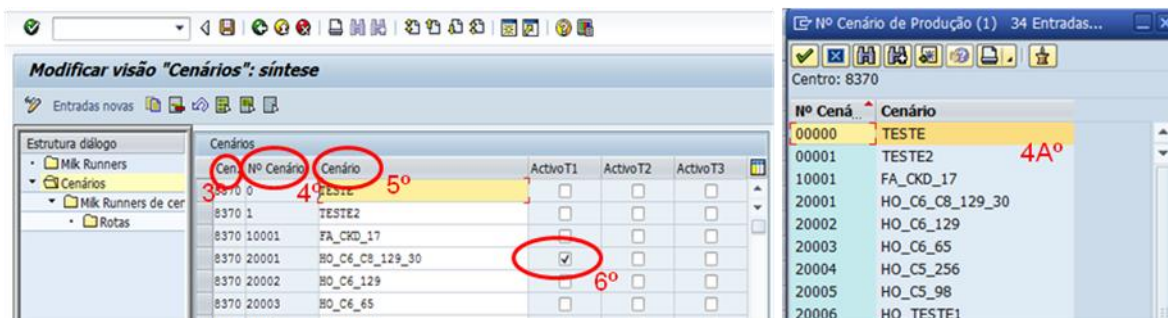 Modificar visão "Cenários": síntese
Entradas novas
Estrutura diálogo
Milk Runners
Cenários
Milk Runners de cer
Rotas
Cenários
Cen. Nº Cenário Cenário ActivoT1 ActivoT2 ActivoT3
3º 4º 5º
8370 0 TESTE
8370 1 TESTE2
8370 10001 FA_CKD_17
8370 20001 HO_C6_C8_129_30
6º
8370 20002 HO_C6_129
8370 20003 HO_C6_65
Nº Cenário de Produção (1) 34 Entradas...
Centro: 8370
Nº Cená... Cenário
00000 TESTE
4Aº
00001 TESTE2
10001 FA_CKD_17
20001 HO_C6_C8_129_30
20002 HO_C6_129
20003 HO_C6_65
20004 HO_C5_256
20005 HO_C5_98
20006 HO_TESTE1